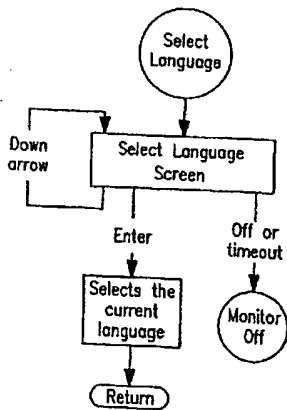 Select
Language
Down
arrow
Select Language
Screen
Enter
Off or
timeout
Selects the
current
language
Monitor
Off
Return